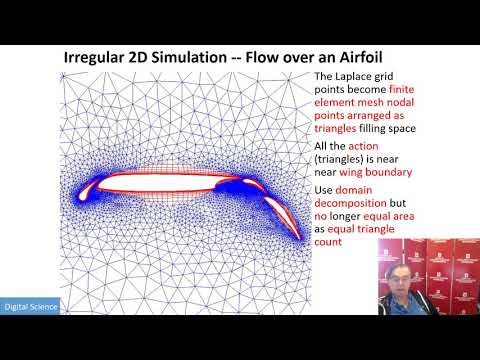 Irregular 2D Simulation -- Flow over an Airfoil
The Laplace grid
points become finite
element mesh nodal
points arranged as
triangles filling space
All the action
(triangles) is near
near wing boundary
Use domain
decomposition but
no longer equal area
as equal triangle
count
Digital Science